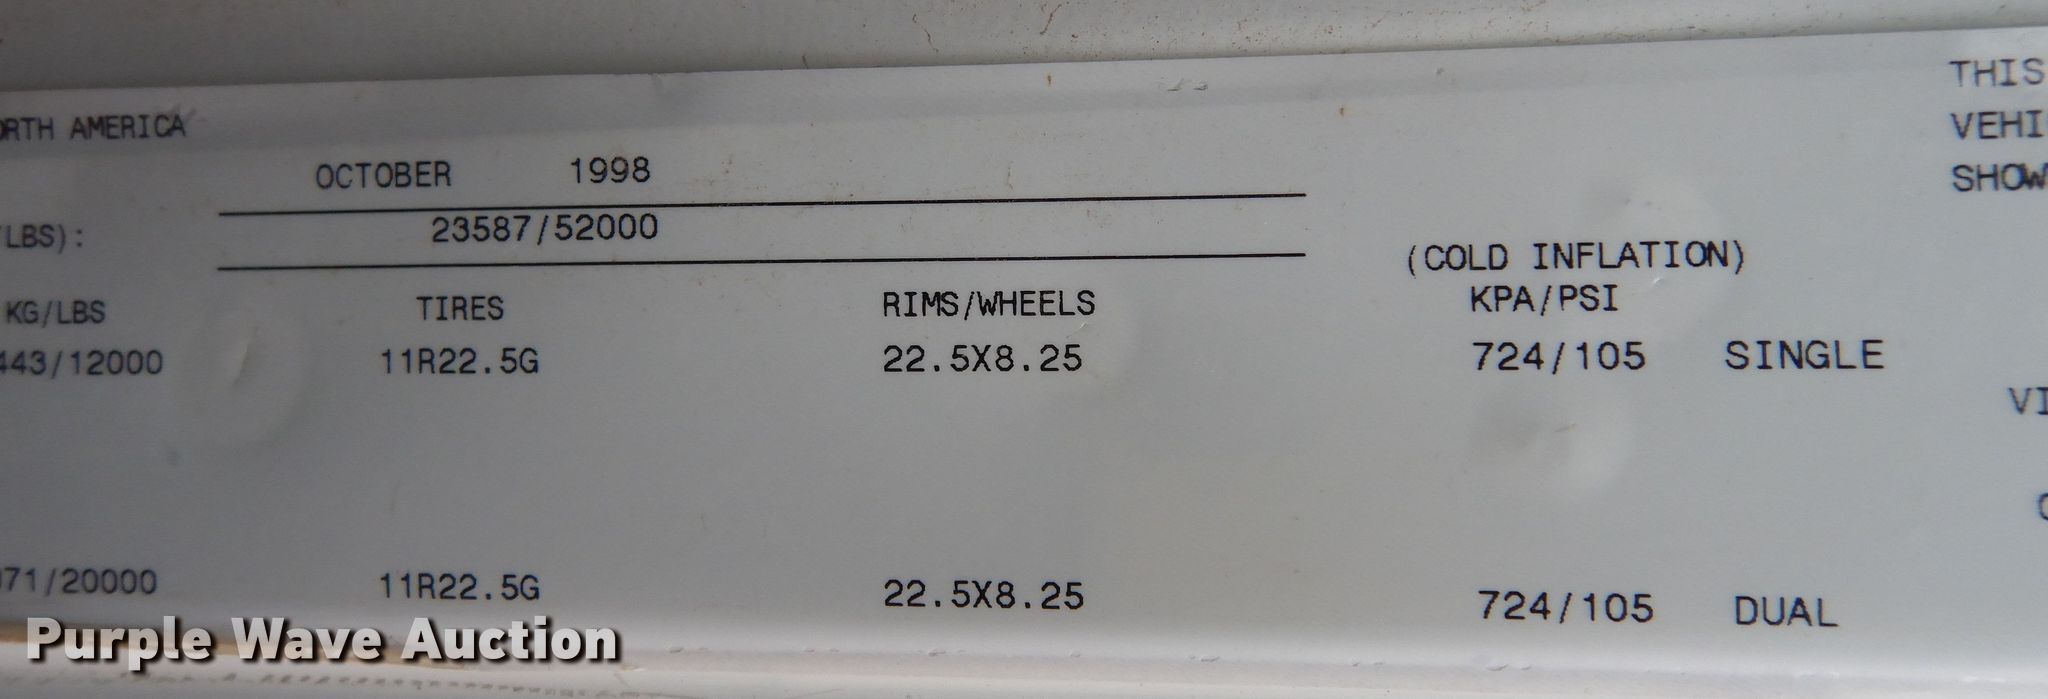 ORTH AMERICA
OCTOBER 1998
/LBS): 23587/52000
KG/LBS TIRES RIMS/WHEELS (COLD INFLATION) KPA/PSI
443/12000 11R22.5G 22.5X8.25 724/105 SINGLE
071/20000 11R22.5G 22.5X8.25 724/105 DUAL
THIS
VEHI
SHOW
VI
Purple Wave Auction